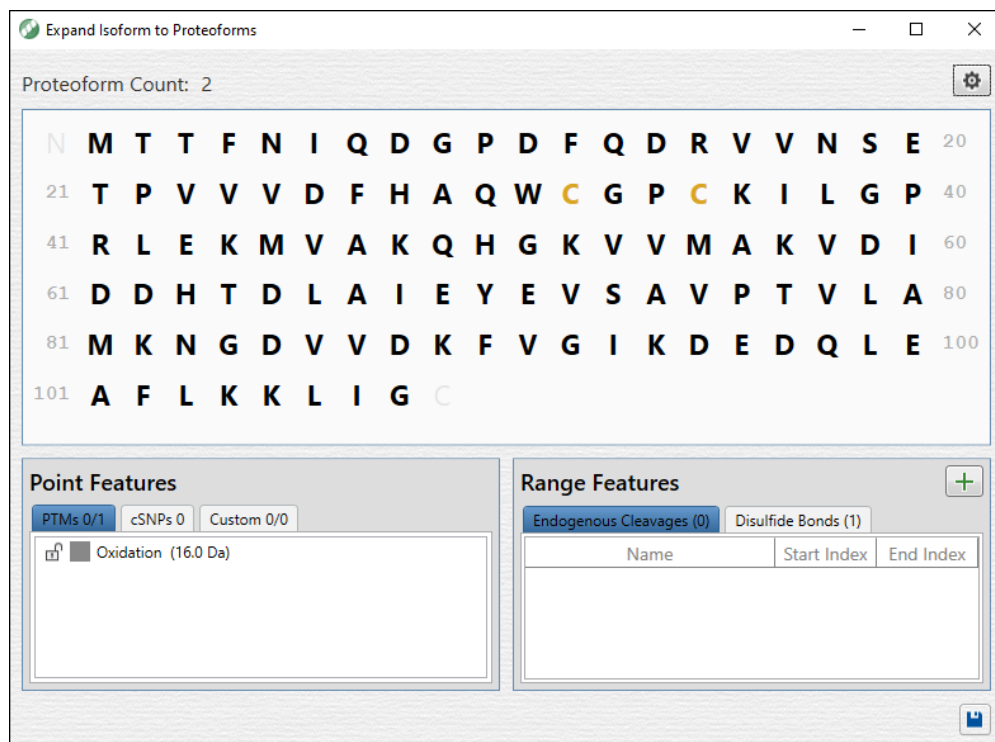 Expand Isoform to Proteoforms
Proteoform Count: 2
N M T T F N I Q D G P D F Q D R V V N S E 20
21 T P V V V D F H A Q W C G P C K I L G P 40
41 R L E K M V A K Q H G K V V M A K V D I 60
61 D D H T D L A I E Y E V S A V P T V L A 80
81 M K N G D V V D K F V G I K D E D Q L E 100
101 A F L K K L I G C
Point Features
PTMs 0/1 cSNPs 0 Custom 0/0
Oxidation (16.0 Da)
Range Features
Endogenous Cleavages (0) Disulfide Bonds (1)
Name Start Index End Index